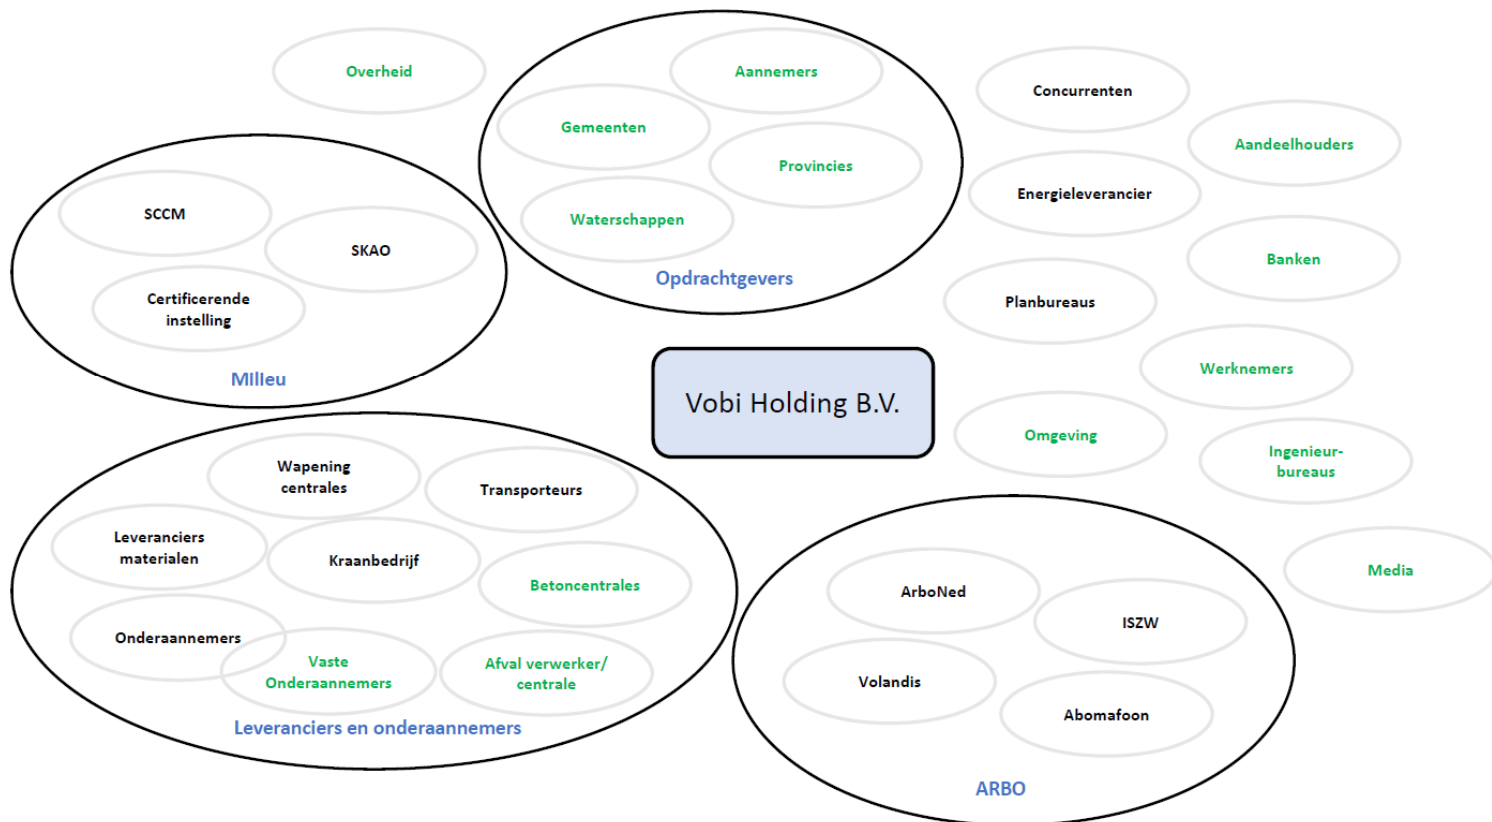 Overheid
Aannemers
Gemeenten
Provincies
Waterschappen
Opdrachtgevers
Concurrenten
Aandeelhouders
Energieleverancier
Banken
Planbureaus
Werknemers
Omgeving
Ingenieur-
bureaus
Media
SCCM
SKAO
Certificerende
instelling
Milieu
Vobi Holding B.V.
Wapening
centrales
Transporteurs
Leveranciers
materialen
Kraanbedrijf
Betoncentrales
Onderaannemers
Vaste
Onderaannemers
Afval verwerker/
centrale
Leveranciers en onderaannemers
ArboNed
ISZW
Volandis
Abomafoon
ARBO